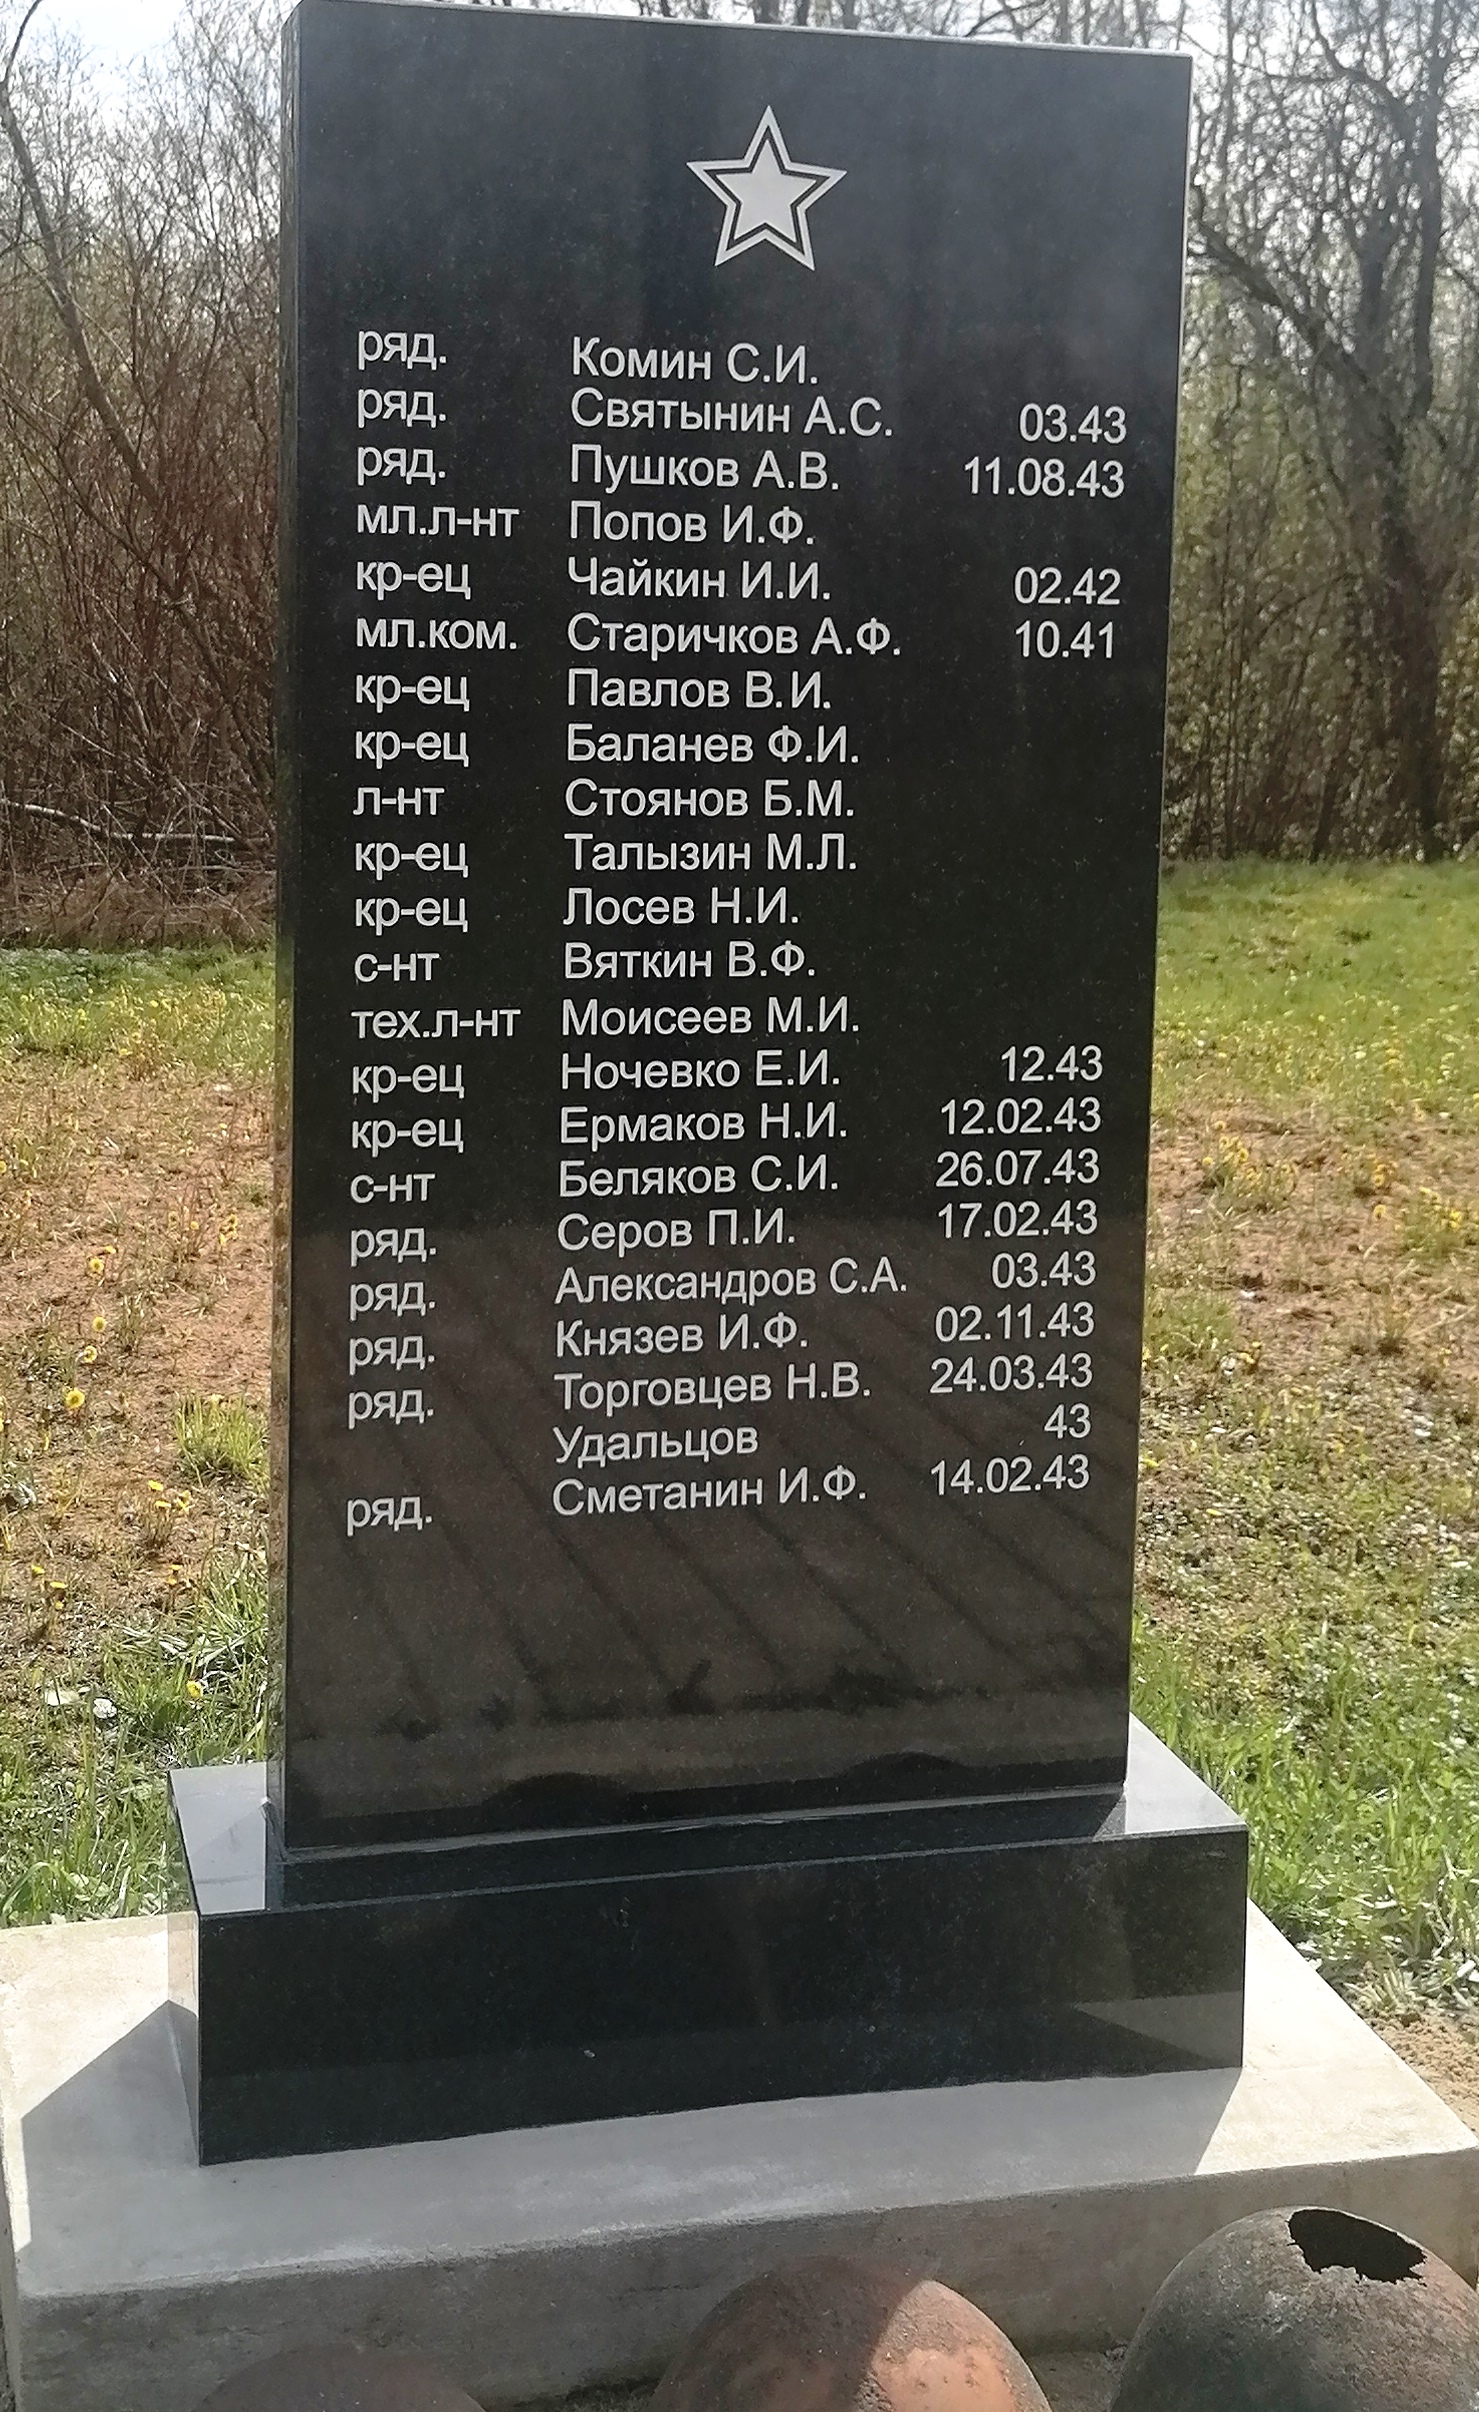 ряд. Комин С.И.
ряд. Святынин А.С. 03.43
ряд. Пушков А.В. 11.08.43
мл.л-нт Попов И.Ф.
кр-ец Чайкин И.И. 02.42
мл.ком. Старичков А.Ф. 10.41
кр-ец Павлов В.И.
кр-ец Баланев Ф.И.
л-нт Стоянов Б.М.
кр-ец Талызин М.Л.
кр-ец Лосев Н.И.
с-нт Вяткин В.Ф.
тех.л-нт Моисеев М.И.
кр-ец Ночевко Е.И. 12.43
кр-ец Ермаков Н.И. 12.02.43
с-нт Беляков С.И. 26.07.43
ряд. Серов П.И. 17.02.43
ряд. Александров С.А. 03.43
ряд. Князев И.Ф. 02.11.43
ряд. Торговцев Н.В. 24.03.43
Удальцов 43
ряд. Сметанин И.Ф. 14.02.43